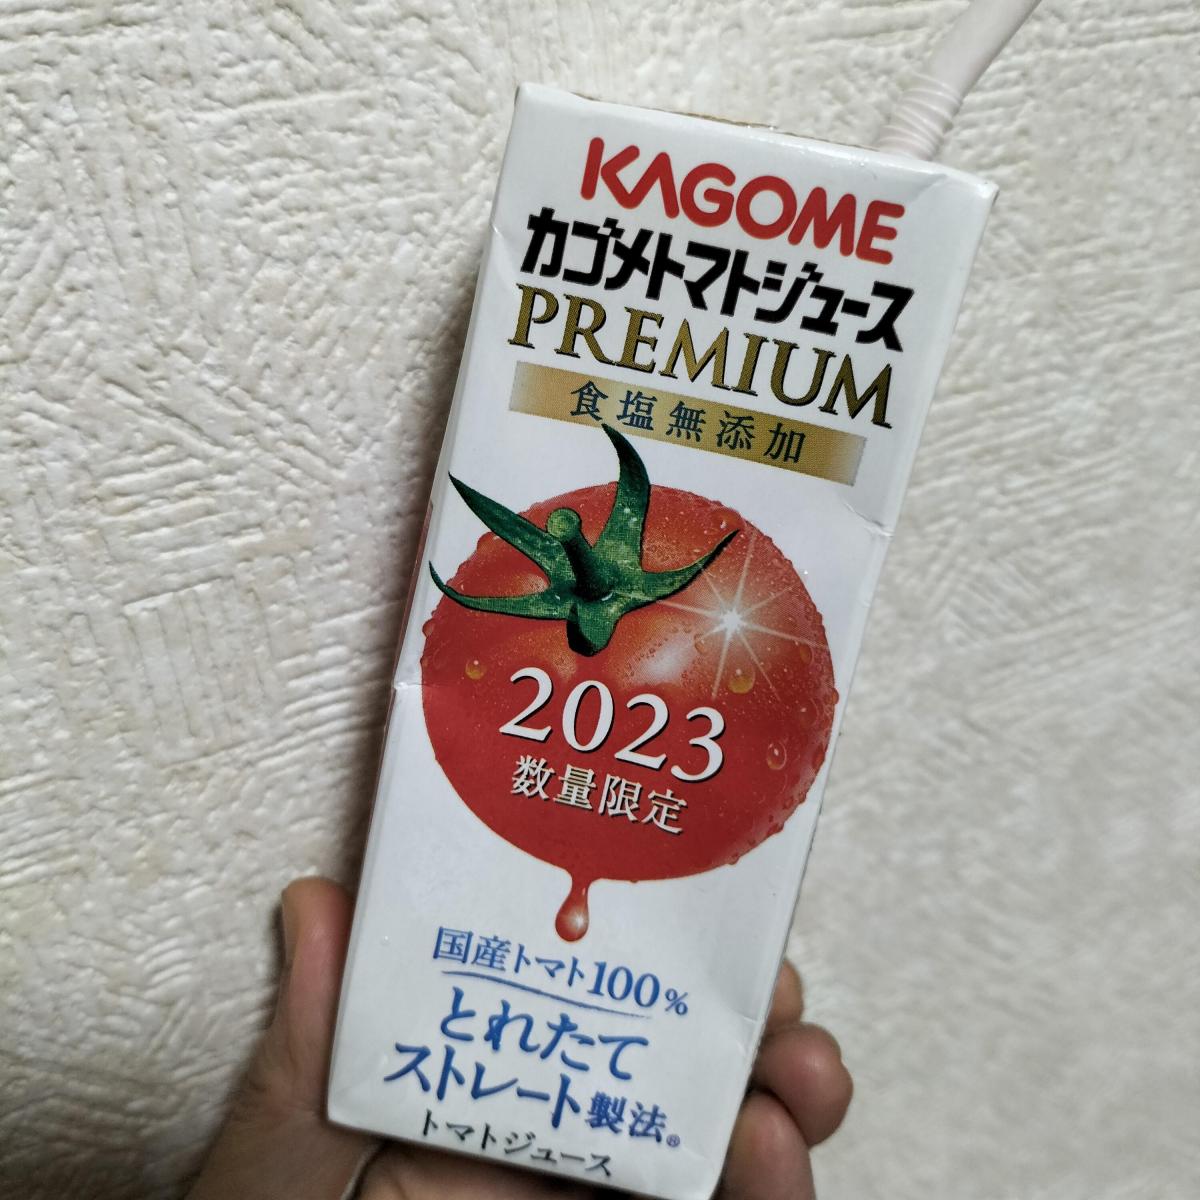 KAGOME
カゴメトマトジュース
PREMIUM
食塩無添加
2023
数量限定
国産トマト100%
とれたて
ストレート製法®
トマトジュース